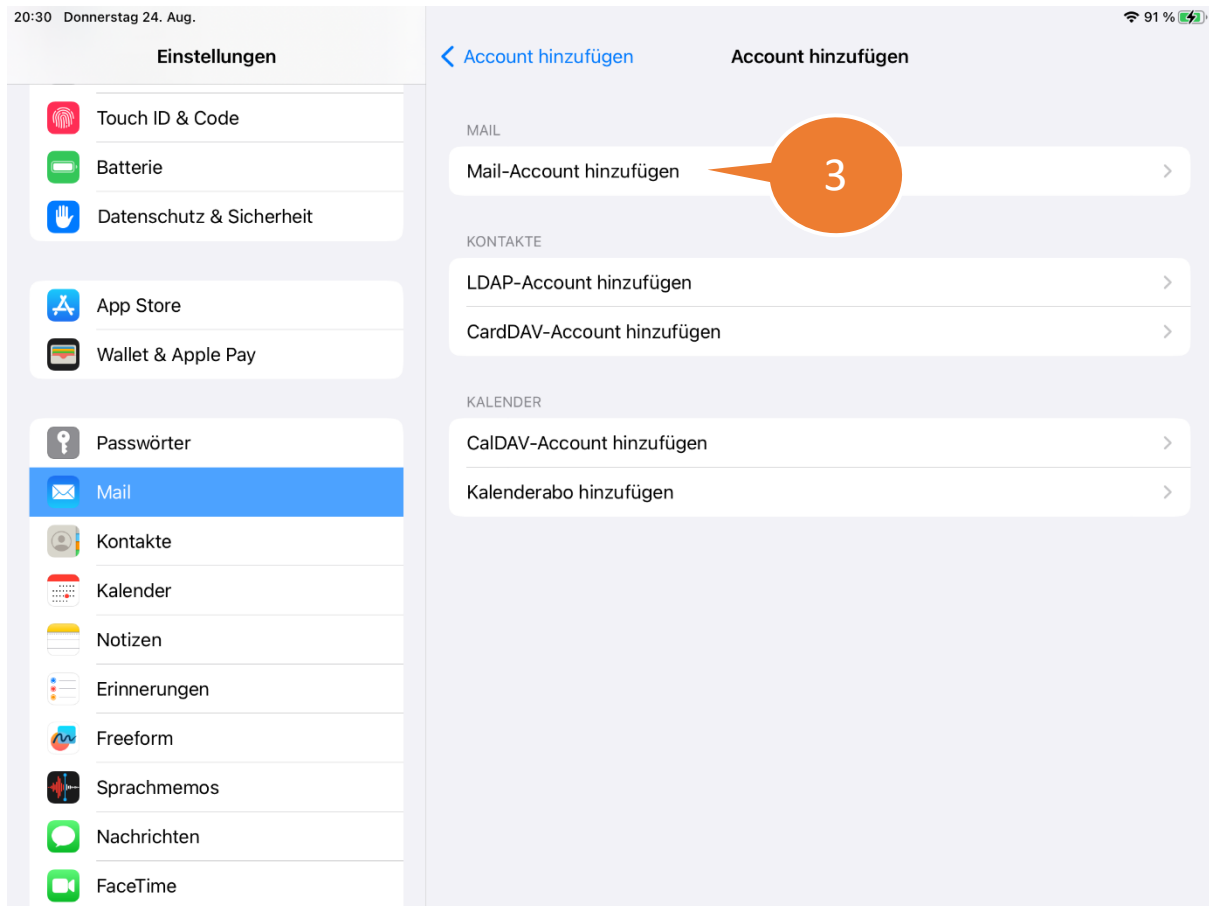 20:30 Donnerstag 24. Aug.
91 %
Einstellungen
Touch ID & Code
Batterie
Datenschutz & Sicherheit
App Store
Wallet & Apple Pay
Passwörter
Mail
Kontakte
Kalender
Notizen
Erinnerungen
Freeform
Sprachmemos
Nachrichten
FaceTime
Account hinzufügen
Account hinzufügen
MAIL
Mail-Account hinzufügen
3
KONTAKTE
LDAP-Account hinzufügen
CardDAV-Account hinzufügen
KALENDER
CalDAV-Account hinzufügen
Kalenderabo hinzufügen